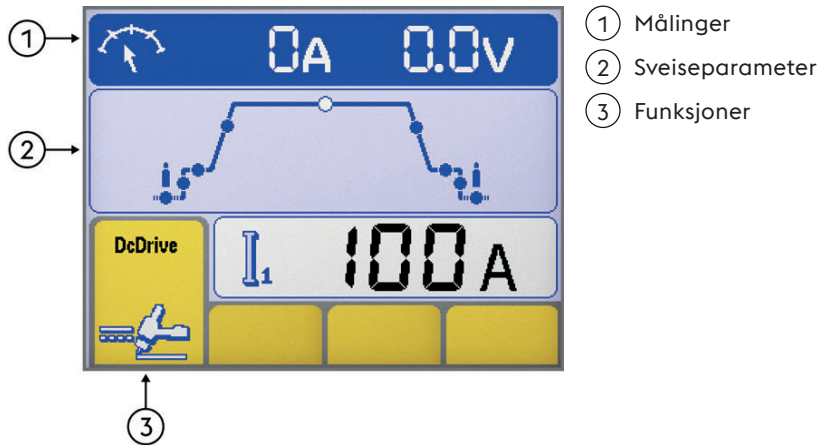 1 0A 0.0V
1 Målinger
2 Sveiseparameter
3 Funksjoner
2
DcDrive
I1 100A
3